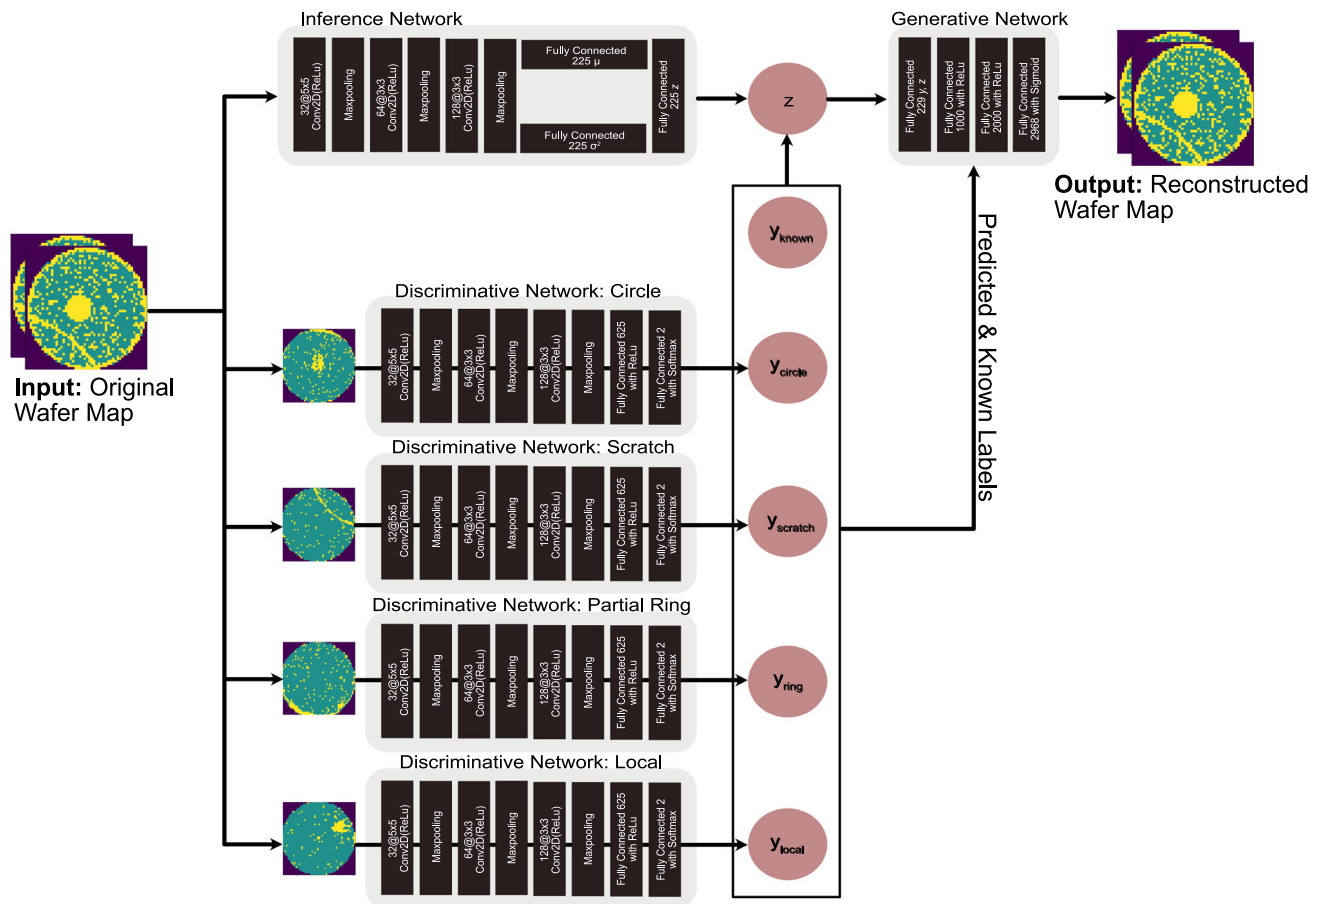 Inference Network
32@5x5
Conv2D(ReLu)
Maxpooling
64@3x3
Conv2D(ReLu)
Maxpooling
128@3x3
Conv2D(ReLu)
Maxpooling
Fully Connected
225 μ
Fully Connected
225 σ²
Fully Connected
225 z
z
Generative Network
Fully Connected
229 y, z
Fully Connected
1000 with ReLu
Fully Connected
2000 with ReLu
Fully Connected
2968 with Sigmoid
Output: Reconstructed
Wafer Map
Input: Original
Wafer Map
yknown
Predicted & Known Labels
Discriminative Network: Circle
32@5x5
Conv2D(ReLu)
Maxpooling
64@3x3
Conv2D(ReLu)
Maxpooling
128@3x3
Conv2D(ReLu)
Maxpooling
Fully Connected 625
with ReLu
Fully Connected 2
with Softmax
ycircle
Discriminative Network: Scratch
32@5x5
Conv2D(ReLu)
Maxpooling
64@3x3
Conv2D(ReLu)
Maxpooling
128@3x3
Conv2D(ReLu)
Maxpooling
Fully Connected 625
with ReLu
Fully Connected 2
with Softmax
yscratch
Discriminative Network: Partial Ring
32@5x5
Conv2D(ReLu)
Maxpooling
64@3x3
Conv2D(ReLu)
Maxpooling
128@3x3
Conv2D(ReLu)
Maxpooling
Fully Connected 625
with ReLu
Fully Connected 2
with Softmax
yring
Discriminative Network: Local
32@5x5
Conv2D(ReLu)
Maxpooling
64@3x3
Conv2D(ReLu)
Maxpooling
128@3x3
Conv2D(ReLu)
Maxpooling
Fully Connected 625
with ReLu
Fully Connected 2
with Softmax
ylocal